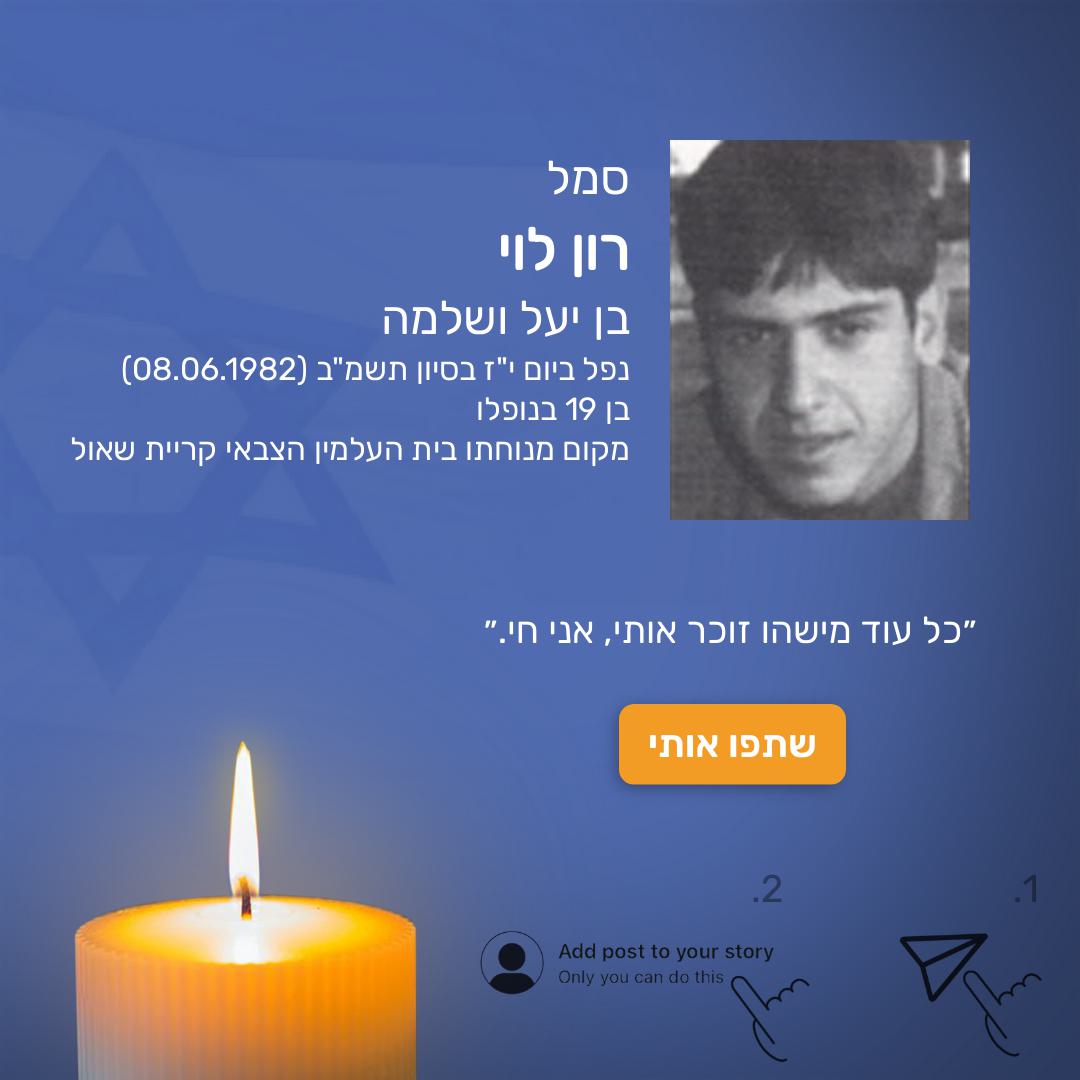 סמל
רון לוי
בן יעל ושלמה
נפל ביום י"ז בסיון תשמ"ב (08.06.1982)
בן 19 בנופלו
מקום מנוחתו בית העלמין הצבאי קריית שאול
״כל עוד מישהו זוכר אותי, אני חי.״
שתפו אותי
1.
2.
Add post to your story
Only you can do this